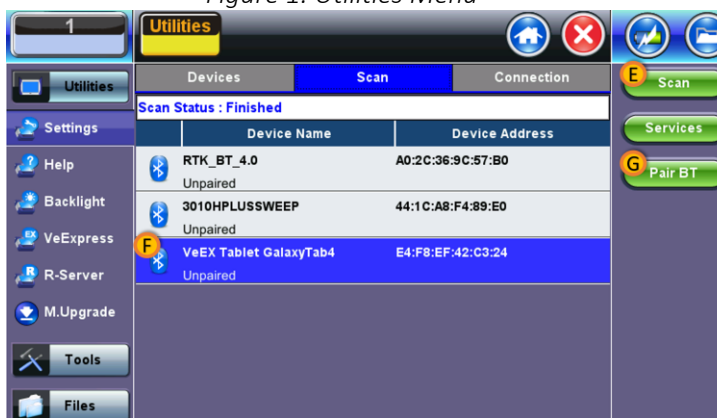 Figure 1. Utilities Menu
1
Utilities
Utilities
Devices
Scan
Connection
E
Scan
Scan Status : Finished
Settings
Device Name
Device Address
Services
Help
RTK_BT_4.0
A0:2C:36:9C:57:B0
Unpaired
G
Pair BT
Backlight
3010HPLUSSWEEP
44:1C:A8:F4:89:E0
Unpaired
EX
VeExpress
F
VeEX Tablet GalaxyTab4
E4:F8:EF:42:C3:24
Unpaired
R
R-Server
M.Upgrade
Tools
Files